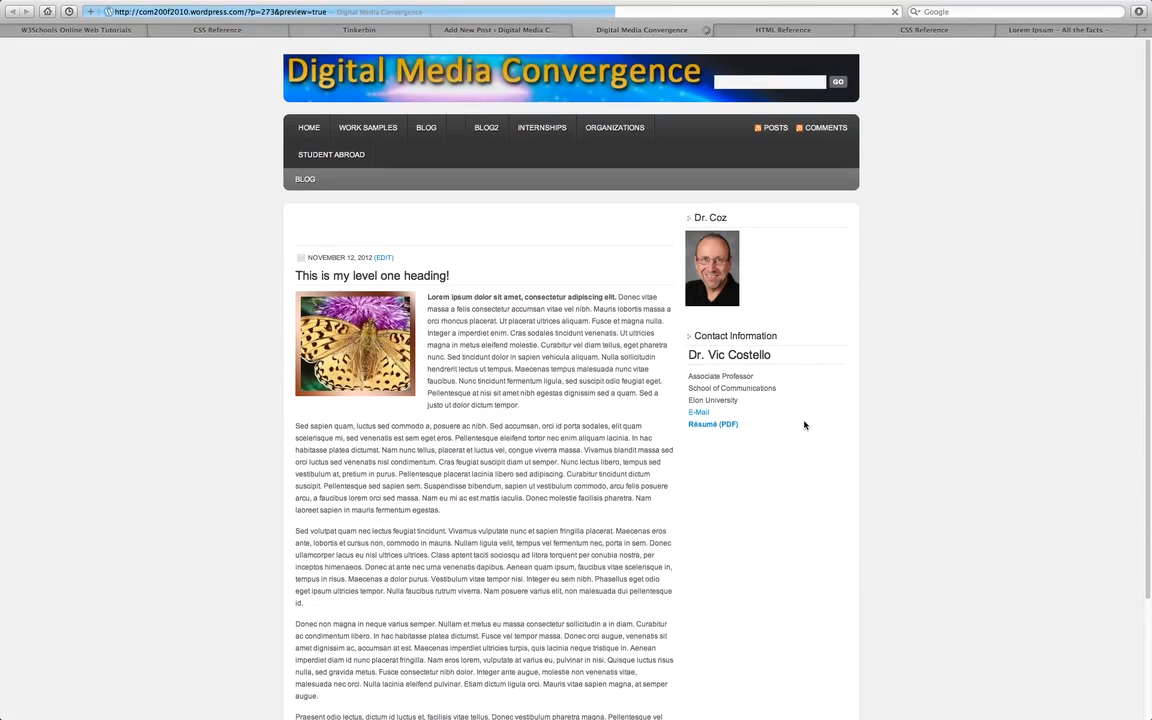 http://com200f2010.wordpress.com/?p=273&preview=true — Digital Media Convergence
Google
W3Schools Online Web Tutorials
CSS Reference
Tinkerbin
Add New Post ‹ Digital Media C...
Digital Media Convergence
HTML Reference
CSS Reference
Lorem Ipsum – All the facts – ...
Digital Media Convergence
GO
HOME
WORK SAMPLES
BLOG
BLOG2
INTERNSHIPS
ORGANIZATIONS
POSTS
COMMENTS
STUDENT ABROAD
BLOG
NOVEMBER 12, 2012 (EDIT)
This is my level one heading!
Lorem ipsum dolor sit amet, consectetur adipiscing elit. Donec vitae
massa a felis consectetur accumsan vitae vel nibh. Mauris lobortis massa a
orci rhoncus placerat. Ut placerat ultrices aliquam. Fusce et magna nulla.
Integer a imperdiet enim. Cras sodales tincidunt venenatis. Ut ultricies
magna in metus eleifend molestie. Curabitur vel diam tellus, eget pharetra
nunc. Sed tincidunt dolor in sapien vehicula aliquam. Nulla sollicitudin
hendrerit lectus ut tempus. Maecenas tempus malesuada nunc vitae
faucibus. Nunc tincidunt fermentum ligula, sed suscipit odio feugiat eget.
Pellentesque at nisi sit amet nibh egestas dignissim sed a quam. Sed a
justo ut dolor dictum tempor.
Sed sapien quam, luctus sed commodo a, posuere ac nibh. Sed accumsan, orci id porta sodales, elit quam
scelerisque mi, sed venenatis est sem eget eros. Pellentesque eleifend tortor nec enim aliquam lacinia. In hac
habitasse platea dictumst. Nam nunc tellus, placerat et luctus vel, congue viverra massa. Vivamus blandit massa sed
orci luctus sed venenatis nisl condimentum. Cras feugiat suscipit diam ut semper. Nunc lectus libero, tempus sed
vestibulum at, pretium in purus. Pellentesque placerat lacinia libero sed adipiscing. Curabitur tincidunt dictum
suscipit. Pellentesque sed sapien sem. Suspendisse bibendum, sapien ut vestibulum commodo, arcu felis posuere
arcu, a faucibus lorem orci sed massa. Nam eu mi ac est mattis iaculis. Donec molestie facilisis pharetra. Nam
laoreet sapien in mauris fermentum egestas.
Sed volutpat quam nec lectus feugiat tincidunt. Vivamus vulputate nunc et sapien fringilla placerat. Maecenas eros
ante, lobortis et cursus non, commodo in mauris. Nullam ligula velit, tempus vel fermentum nec, porta in sem. Donec
ullamcorper lacus eu nisl ultrices ultrices. Class aptent taciti sociosqu ad litora torquent per conubia nostra, per
inceptos himenaeos. Donec at ante nec urna venenatis dapibus. Aenean quam ipsum, faucibus vitae scelerisque in,
tempus in risus. Maecenas a dolor purus. Vestibulum vitae tempor nisi. Integer eu sem nibh. Phasellus eget odio
eget ipsum ultricies tempor. Nulla faucibus rutrum viverra. Nam posuere varius elit, non malesuada dui pellentesque
id.
Donec non magna in neque varius semper. Nullam et metus eu massa consectetur sollicitudin a in diam. Curabitur
ac condimentum libero. In hac habitasse platea dictumst. Fusce vel tempor massa. Donec orci augue, venenatis sit
amet dignissim ac, accumsan at est. Maecenas imperdiet ultricies turpis, quis lacinia neque tristique in. Aenean
imperdiet diam id nunc placerat fringilla. Nam eros lorem, vulputate at varius eu, pulvinar in nisi. Quisque luctus risus
nulla, sed gravida metus. Fusce consectetur nibh dolor. Integer ante augue, molestie non venenatis vitae,
malesuada nec orci. Nulla lacinia eleifend pulvinar. Etiam dictum ligula orci. Mauris vitae sapien magna, at semper
augue.
Praesent odio lectus, dictum id luctus et, facilisis vitae tellus. Donec vestibulum pharetra magna. Pellentesque vel
Dr. Coz
Contact Information
Dr. Vic Costello
Associate Professor
School of Communications
Elon University
E-Mail
Résumé (PDF)